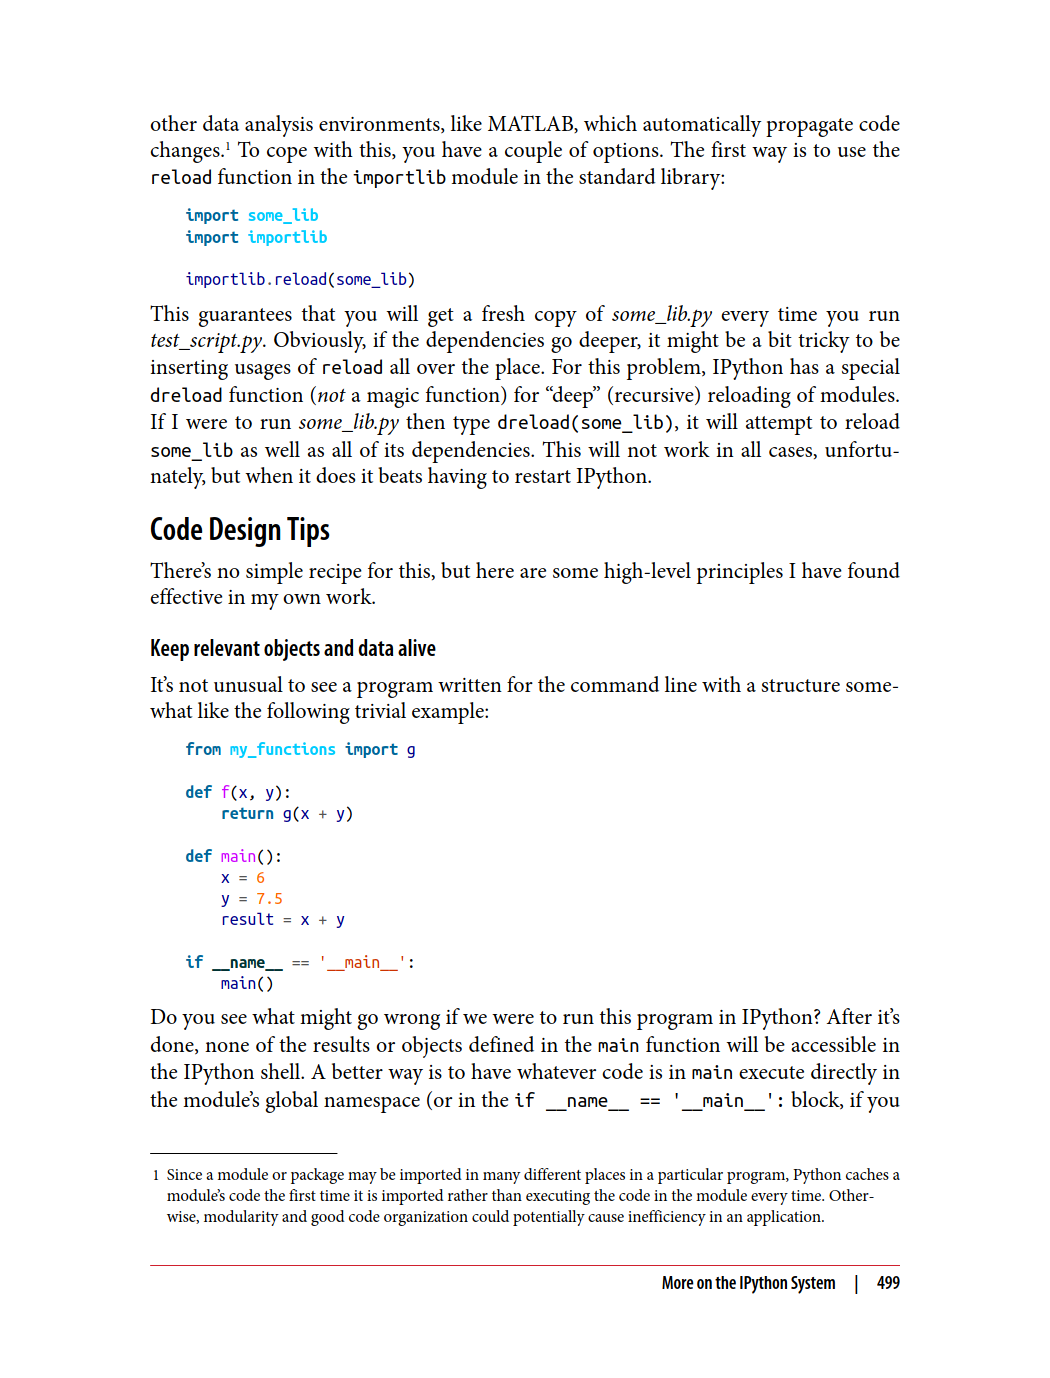 other data analysis environments, like MATLAB, which automatically propagate code
changes.1 To cope with this, you have a couple of options. The first way is to use the
reload function in the importlib module in the standard library:
import some_lib
import importlib
importlib.reload(some_lib)
This guarantees that you will get a fresh copy of some_lib.py every time you run
test_script.py. Obviously, if the dependencies go deeper, it might be a bit tricky to be
inserting usages of reload all over the place. For this problem, IPython has a special
dreload function (not a magic function) for “deep” (recursive) reloading of modules.
If I were to run some_lib.py then type dreload(some_lib), it will attempt to reload
some_lib as well as all of its dependencies. This will not work in all cases, unfortu-
nately, but when it does it beats having to restart IPython.
Code Design Tips
There’s no simple recipe for this, but here are some high-level principles I have found
effective in my own work.
Keep relevant objects and data alive
It’s not unusual to see a program written for the command line with a structure some-
what like the following trivial example:
from my_functions import g
def f(x, y):
    return g(x + y)
def main():
    x = 6
    y = 7.5
    result = x + y
if __name__ == '__main__':
    main()
Do you see what might go wrong if we were to run this program in IPython? After it’s
done, none of the results or objects defined in the main function will be accessible in
the IPython shell. A better way is to have whatever code is in main execute directly in
the module’s global namespace (or in the if __name__ == '__main__': block, if you
1 Since a module or package may be imported in many different places in a particular program, Python caches a
module’s code the first time it is imported rather than executing the code in the module every time. Other-
wise, modularity and good code organization could potentially cause inefficiency in an application.
More on the IPython System | 499